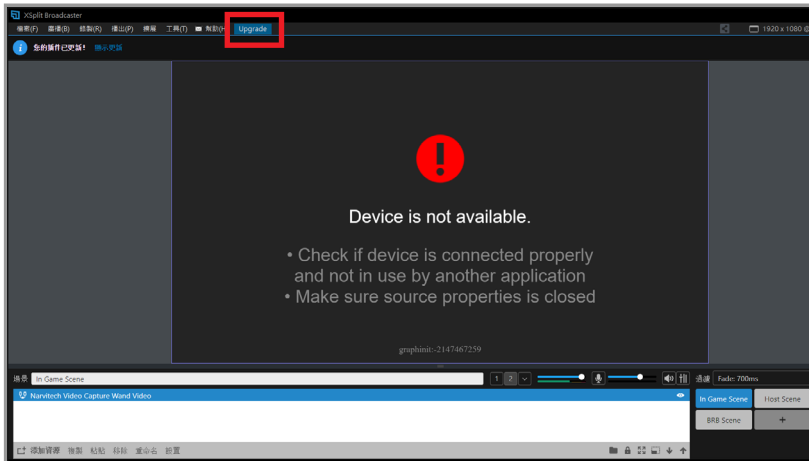 XSplit Broadcaster
檔案(F) 直播(B) 錄製(R) 播出(P) 擴展 工具(T) 幫助(H) Upgrade
1920 x 1080 @
您的插件已更新! 顯示更新
Device is not available.
• Check if device is connected properly
and not in use by another application
• Make sure source properties is closed
graphinit:-2147467259
場景 In Game Scene 1 2 過渡 Fade: 700ms
Narvitech Video Capture Wand Video
In Game Scene Host Scene
BRB Scene +
添加資源 複製 粘貼 移除 重命名 設置